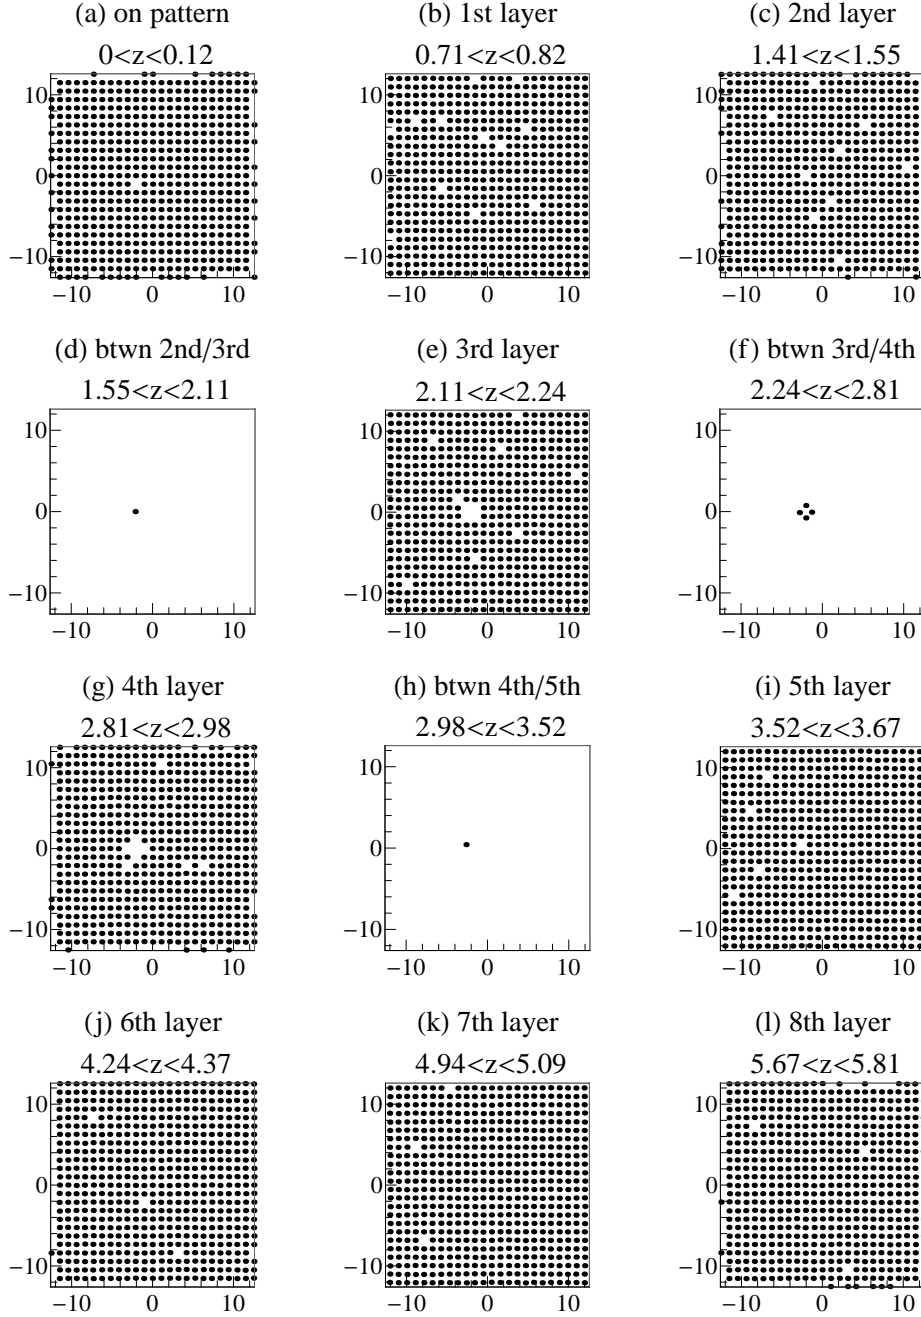 (a) on pattern
0<z<0.12
10
0
−10
−10 0 10
(b) 1st layer
0.71<z<0.82
10
0
−10
−10 0 10
(c) 2nd layer
1.41<z<1.55
10
0
−10
−10 0 10
(d) btwn 2nd/3rd
1.55<z<2.11
10
0
−10
−10 0 10
(e) 3rd layer
2.11<z<2.24
10
0
−10
−10 0 10
(f) btwn 3rd/4th
2.24<z<2.81
10
0
−10
−10 0 10
(g) 4th layer
2.81<z<2.98
10
0
−10
−10 0 10
(h) btwn 4th/5th
2.98<z<3.52
10
0
−10
−10 0 10
(i) 5th layer
3.52<z<3.67
10
0
−10
−10 0 10
(j) 6th layer
4.24<z<4.37
10
0
−10
−10 0 10
(k) 7th layer
4.94<z<5.09
10
0
−10
−10 0 10
(l) 8th layer
5.67<z<5.81
10
0
−10
−10 0 10